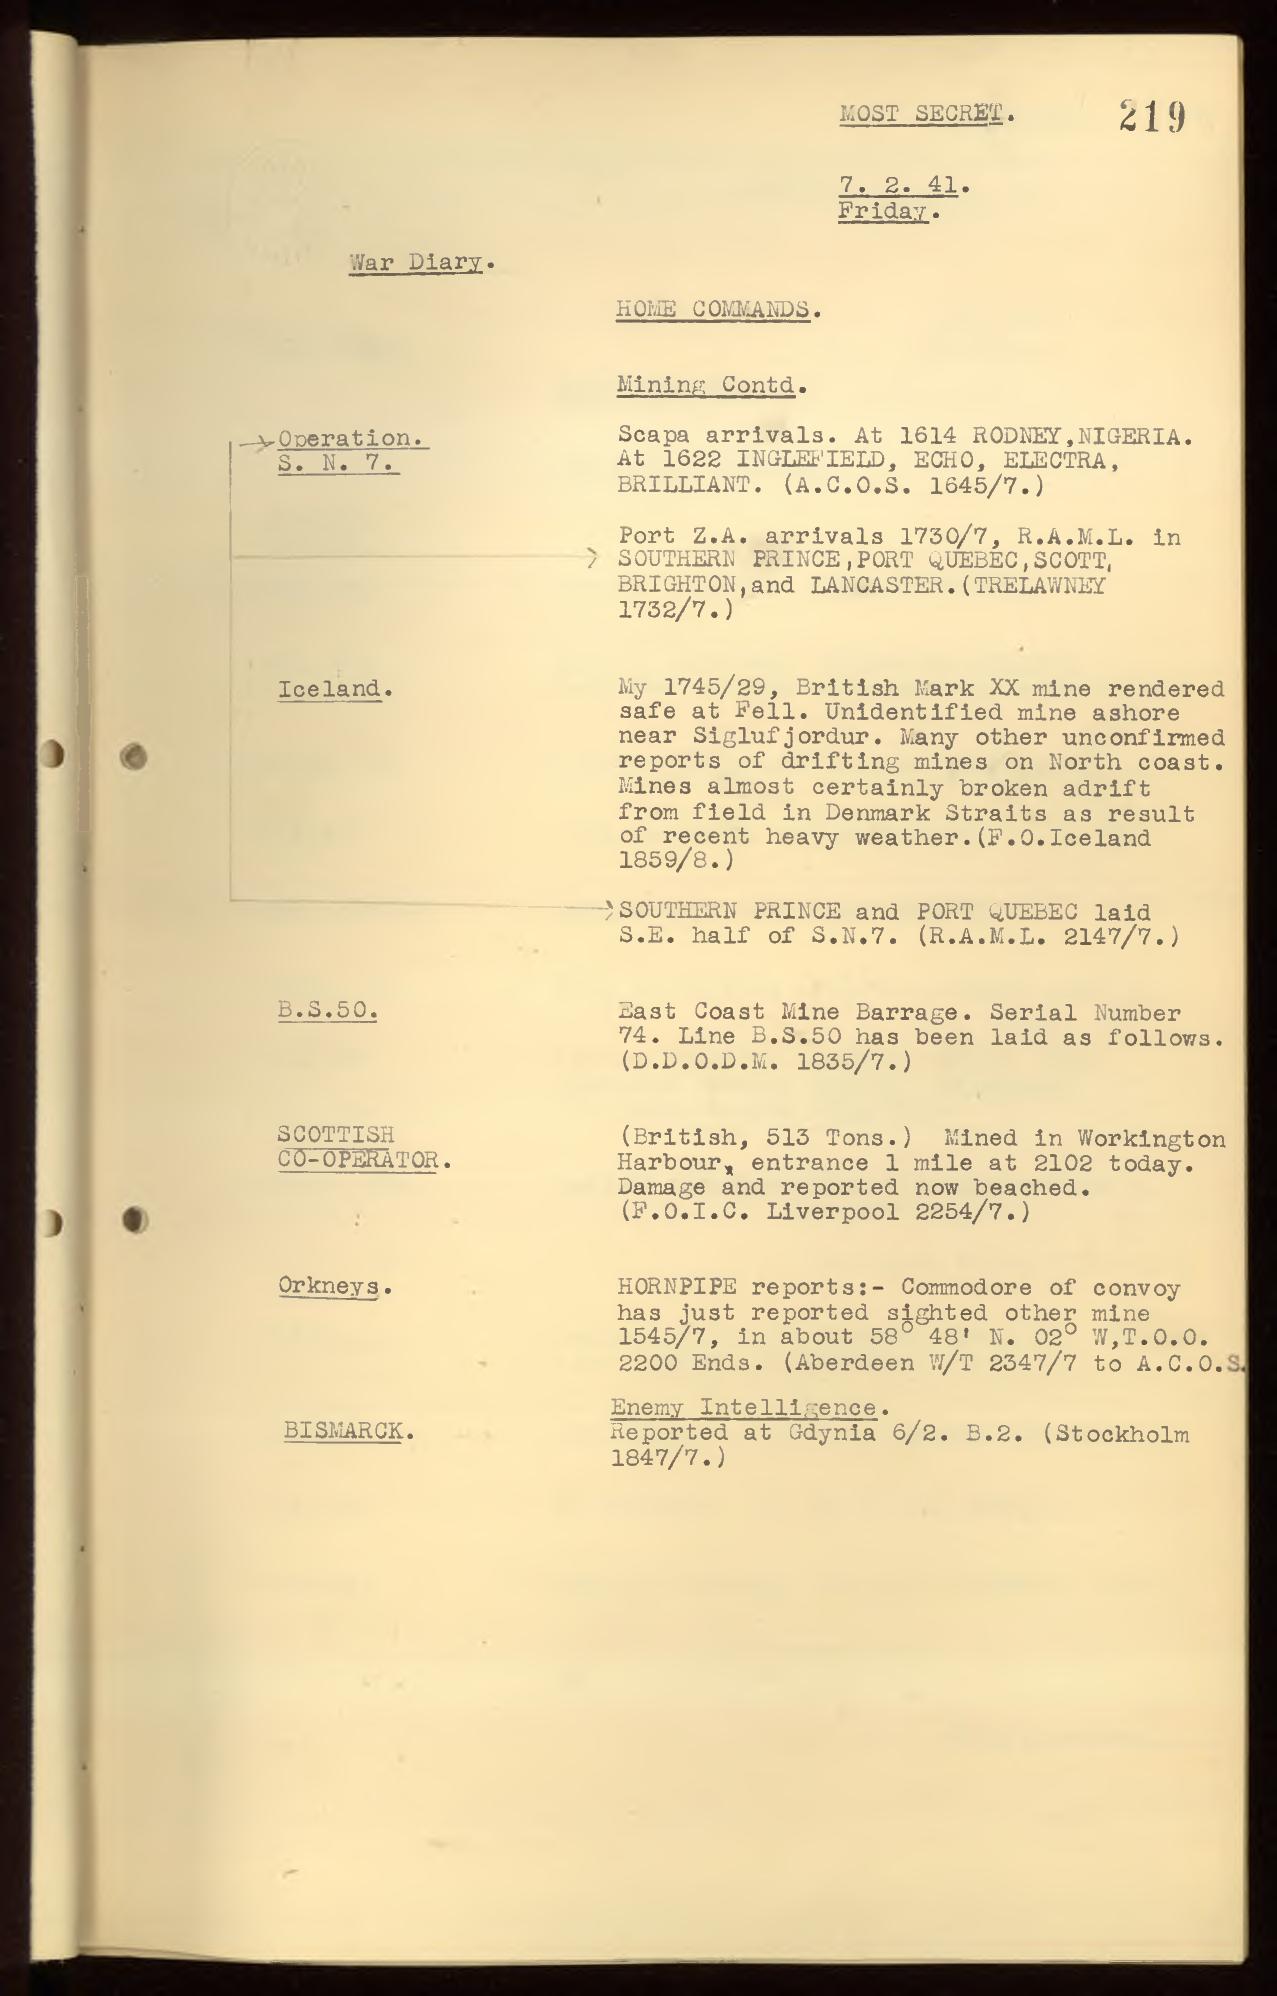 MOST SECRET. 219
7. 2. 41.
Friday.
War Diary.
HOME COMMANDS.
Mining Contd.
Operation.
S. N. 7.
Scapa arrivals. At 1614 RODNEY,NIGERIA.
At 1622 INGLEFIELD, ECHO, ELECTRA,
BRILLIANT. (A.C.O.S. 1645/7.)
Port Z.A. arrivals 1730/7, R.A.M.L. in
SOUTHERN PRINCE,PORT QUEBEC,SCOTT,
BRIGHTON,and LANCASTER.(TRELAWNEY
1732/7.)
Iceland.
My 1745/29, British Mark XX mine rendered
safe at Fell. Unidentified mine ashore
near Siglufjordur. Many other unconfirmed
reports of drifting mines on North coast.
Mines almost certainly broken adrift
from field in Denmark Straits as result
of recent heavy weather.(F.O.Iceland
1859/8.)
SOUTHERN PRINCE and PORT QUEBEC laid
S.E. half of S.N.7. (R.A.M.L. 2147/7.)
B.S.50.
East Coast Mine Barrage. Serial Number
74. Line B.S.50 has been laid as follows.
(D.D.O.D.M. 1835/7.)
SCOTTISH
CO-OPERATOR.
(British, 513 Tons.) Mined in Workington
Harbour, entrance 1 mile at 2102 today.
Damage and reported now beached.
(F.O.I.C. Liverpool 2254/7.)
Orkneys.
HORNPIPE reports:- Commodore of convoy
has just reported sighted other mine
1545/7, in about 58° 48' N. 02° W,T.O.O.
2200 Ends. (Aberdeen W/T 2347/7 to A.C.O.S.
Enemy Intelligence.
BISMARCK.
Reported at Gdynia 6/2. B.2. (Stockholm
1847/7.)